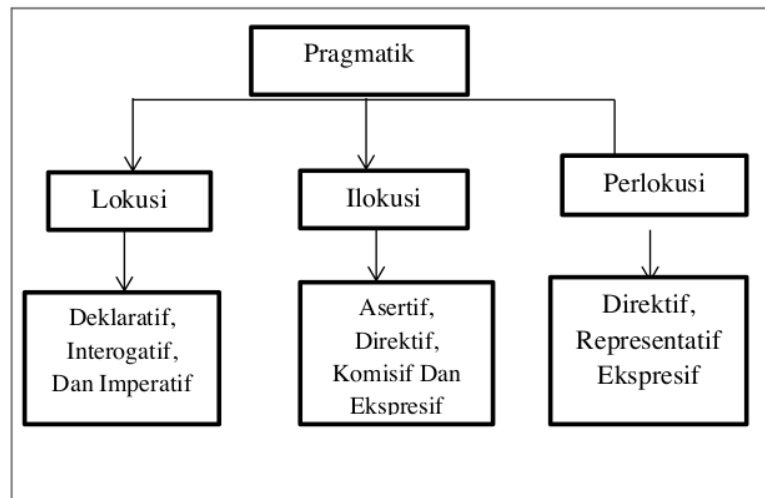 Pragmatik
Lokusi
Ilokusi
Perlokusi
Deklaratif,
Interogatif,
Dan Imperatif
Asertif,
Direktif,
Komisif Dan
Ekspresif
Direktif,
Representatif
Ekspresif